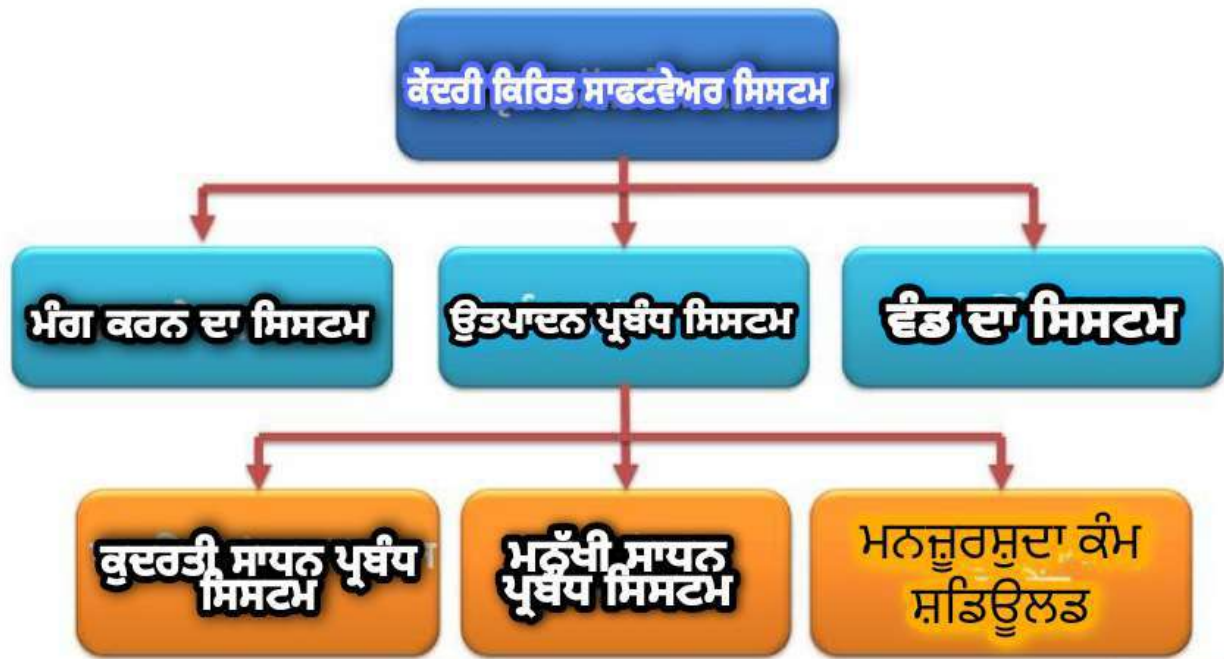 ਕੇਂਦਰੀ ਕ੍ਰਿਰਿਤ ਸਾਫਟਵੇਅਰ ਸਿਸਟਮ
ਮੰਗ ਕਰਨ ਦਾ ਸਿਸਟਮ
ਉਤਪਾਦਨ ਪ੍ਰਬੰਧ ਸਿਸਟਮ
ਵੰਡ ਦਾ ਸਿਸਟਮ
ਕੁਦਰਤੀ ਸਾਧਨ ਪ੍ਰਬੰਧ
ਸਿਸਟਮ
ਮਨੁੱਖੀ ਸਾਧਨ
ਪ੍ਰਬੰਧ ਸਿਸਟਮ
ਮਨਜ਼ੂਰਸ਼ੁਦਾ ਕੰਮ
ਸ਼ਡਿਊਲਡ